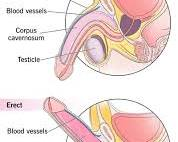 Blood vessels
Corpus
cavernosum
Testicle
Erect
Blood vessels